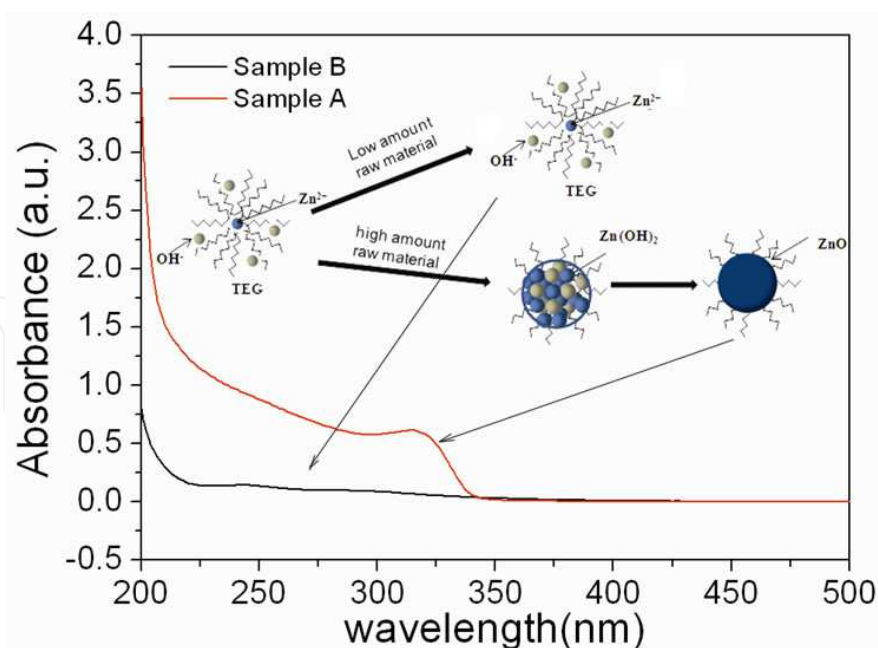 4.0
3.5
3.0
2.5
2.0
1.5
1.0
0.5
0.0
-0.5
Absorbance (a.u.)
Sample B
Sample A
Zn²⁻
OH⁻
TEG
Low amount
raw material
high amount
raw material
Zn²⁻
OH⁻
TEG
Zn(OH)₂
ZnO
200
250
300
350
400
450
500
wavelength(nm)